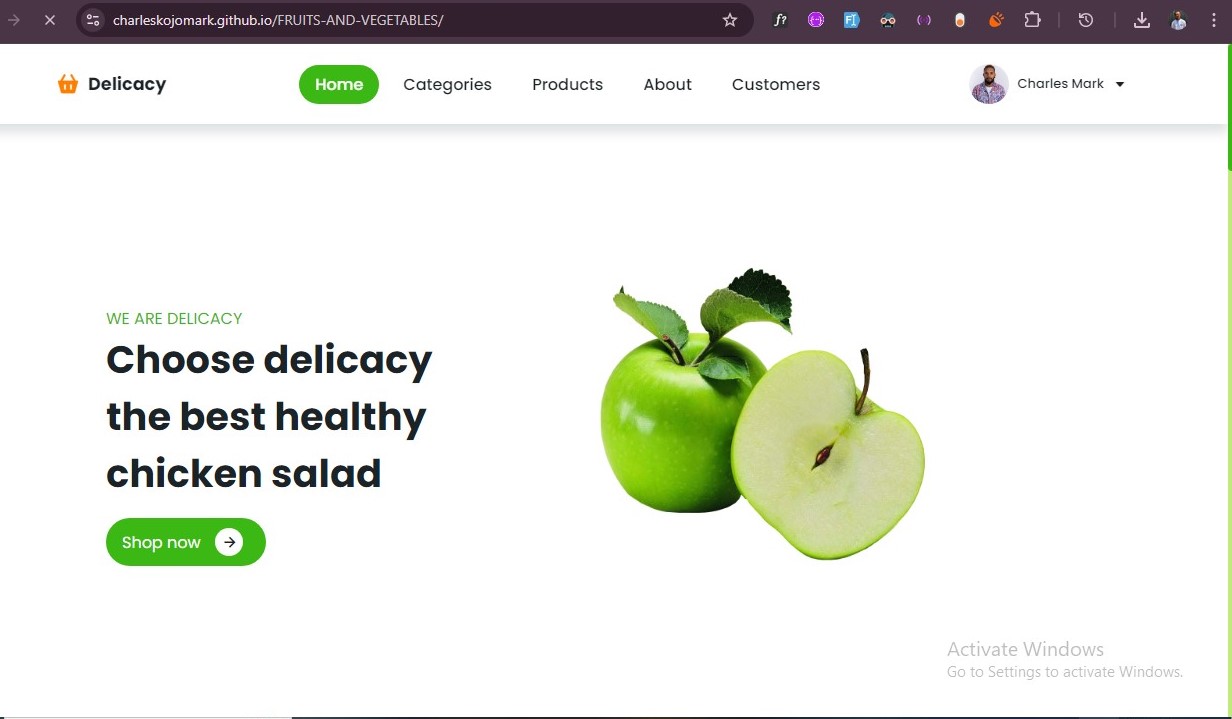 charleskojomark.github.io/FRUITS-AND-VEGETABLES/
f?
Delicacy
Home
Categories
Products
About
Customers
Charles Mark
WE ARE DELICACY
Choose delicacy
the best healthy
chicken salad
Shop now
Activate Windows
Go to Settings to activate Windows.